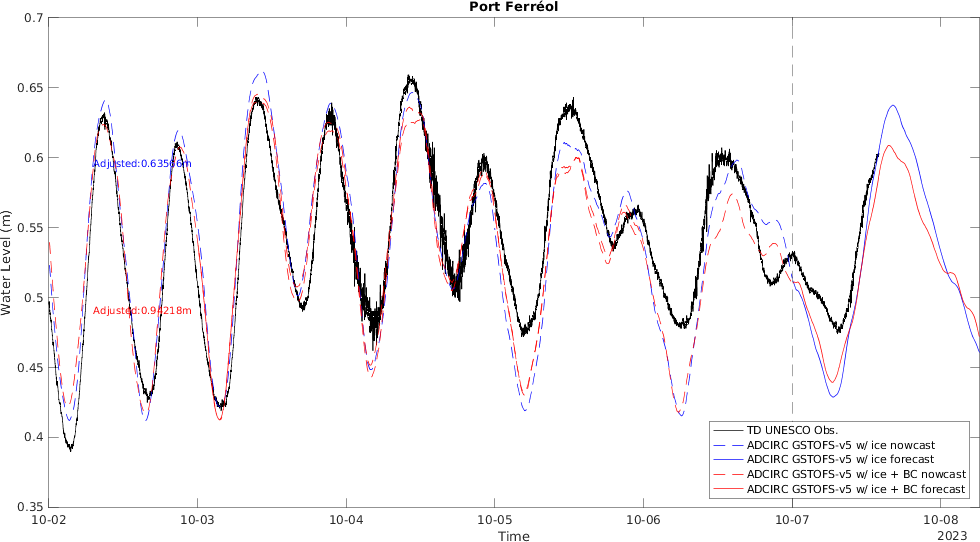 Port Ferréol
0.7
0.65
0.6
0.55
0.5
0.45
0.4
0.35
Water Level (m)
Adjusted:0.63506m
Adjusted:0.94218m
TD UNESCO Obs.
ADCIRC GSTOFS-v5 w/ ice nowcast
ADCIRC GSTOFS-v5 w/ ice forecast
ADCIRC GSTOFS-v5 w/ ice + BC nowcast
ADCIRC GSTOFS-v5 w/ ice + BC forecast
10-02 10-03 10-04 10-05 10-06 10-07 10-08
Time
2023